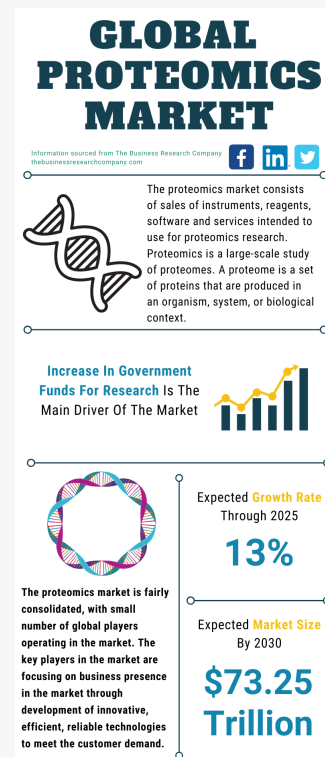 GLOBAL
PROTEOMICS
MARKET
Information sourced from The Business Research Company
thebusinessresearchcompany.com
f
in
The proteomics market consists
of sales of instruments, reagents,
software and services intended to
use for proteomics research.
Proteomics is a large-scale study
of proteomes. A proteome is a set
of proteins that are produced in
an organism, system, or biological
context.
Increase In Government
Funds For Research Is The
Main Driver Of The Market
Expected Growth Rate
Through 2025
13%
The proteomics market is fairly
consolidated, with small
number of global players
operating in the market. The
key players in the market are
focusing on business presence
in the market through
development of innovative,
efficient, reliable technologies
to meet the customer demand.
Expected Market Size
By 2030
$73.25
Trillion